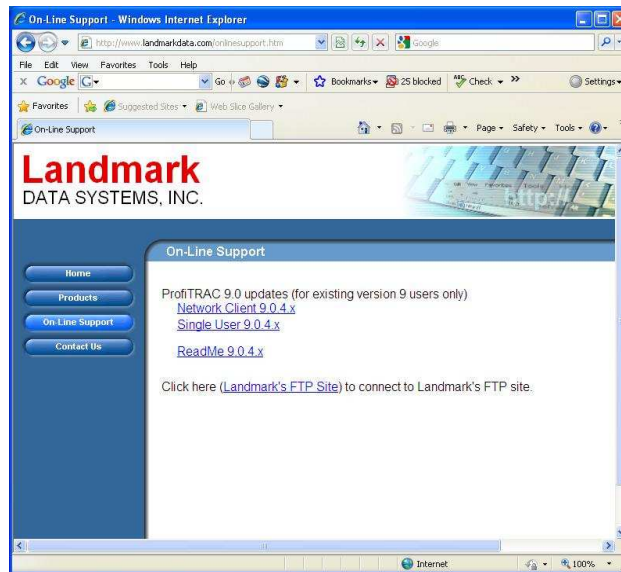 On-Line Support - Windows Internet Explorer
http://www.landmarkdata.com/onlinesupport.htm
Google
File Edit View Favorites Tools Help
x Google G Go Bookmarks 25 blocked ABC Check » Settings
Favorites Suggested Sites Web Slice Gallery
On-Line Support Page Safety Tools
Landmark
DATA SYSTEMS, INC.
http://
On-Line Support
Home
Products
On-Line Support
Contact Us
ProfiTRAC 9.0 updates (for existing version 9 users only)
Network Client 9.0.4.x
Single User 9.0.4.x
ReadMe 9.0.4.x
Click here (Landmark's FTP Site) to connect to Landmark's FTP site.
Internet 100%